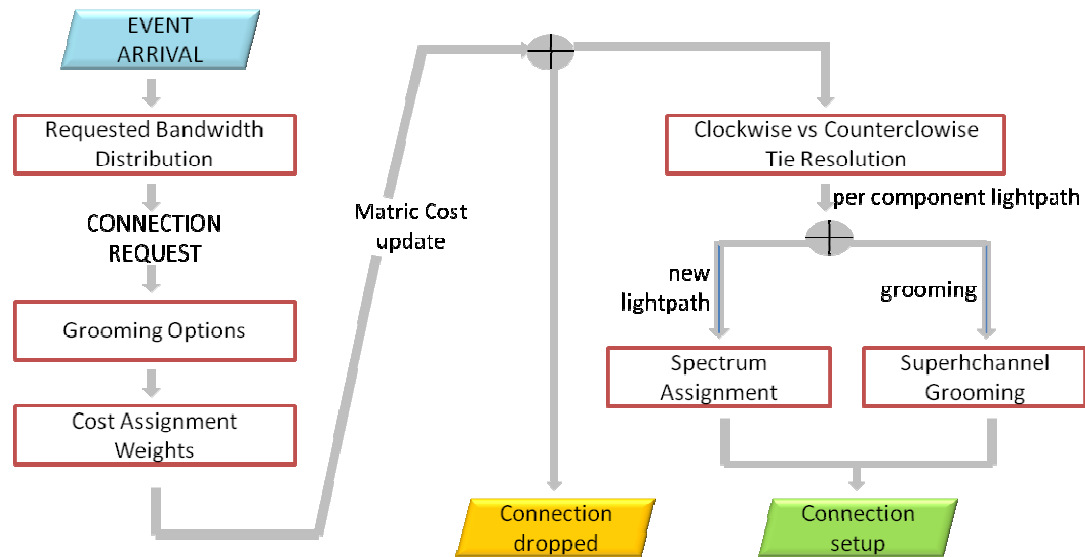 EVENT
ARRIVAL
Requested Bandwidth
Distribution
CONNECTION
REQUEST
Grooming Options
Cost Assignment
Weights
Matric Cost
update
Clockwise vs Counterclowise
Tie Resolution
per component lightpath
new
lightpath
grooming
Spectrum
Assignment
Superhchannel
Grooming
Connection
dropped
Connection
setup